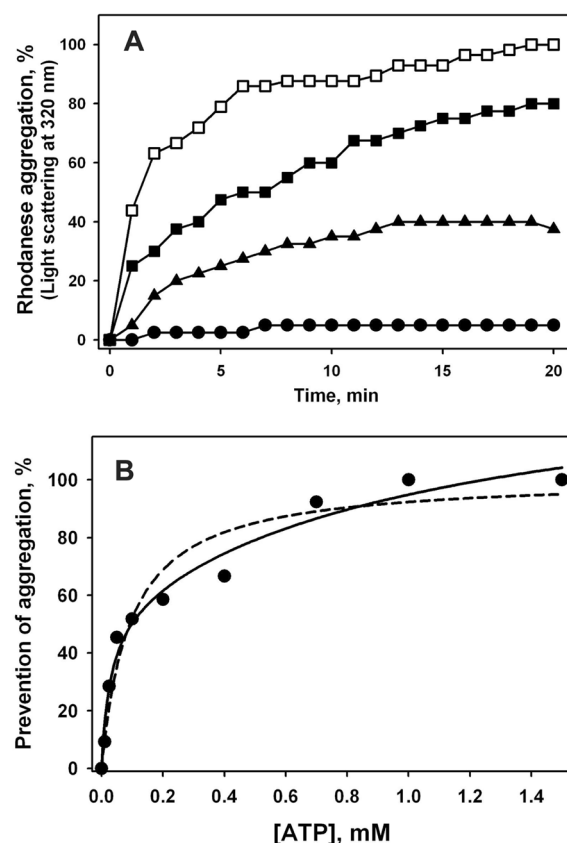 A
Rhodanese aggregation, %
(Light scattering at 320 nm)
100
80
60
40
20
0
0 5 10 15 20
Time, min
B
Prevention of aggregation, %
100
80
60
40
20
0
0.0 0.2 0.4 0.6 0.8 1.0 1.2 1.4
[ATP], mM